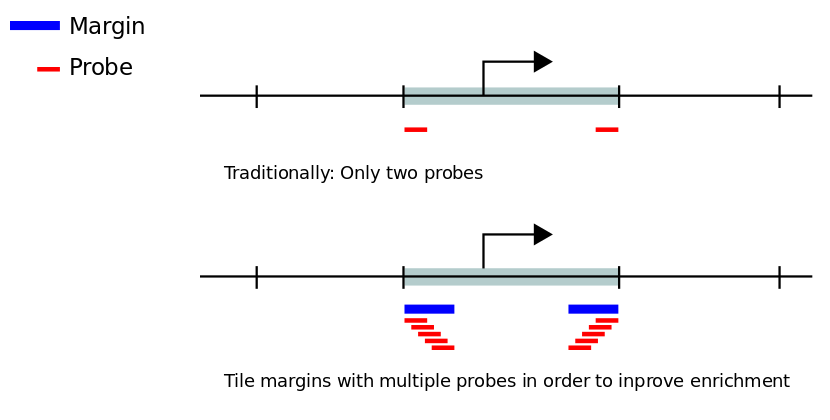 Margin
Probe
Traditionally: Only two probes
Tile margins with multiple probes in order to inprove enrichment